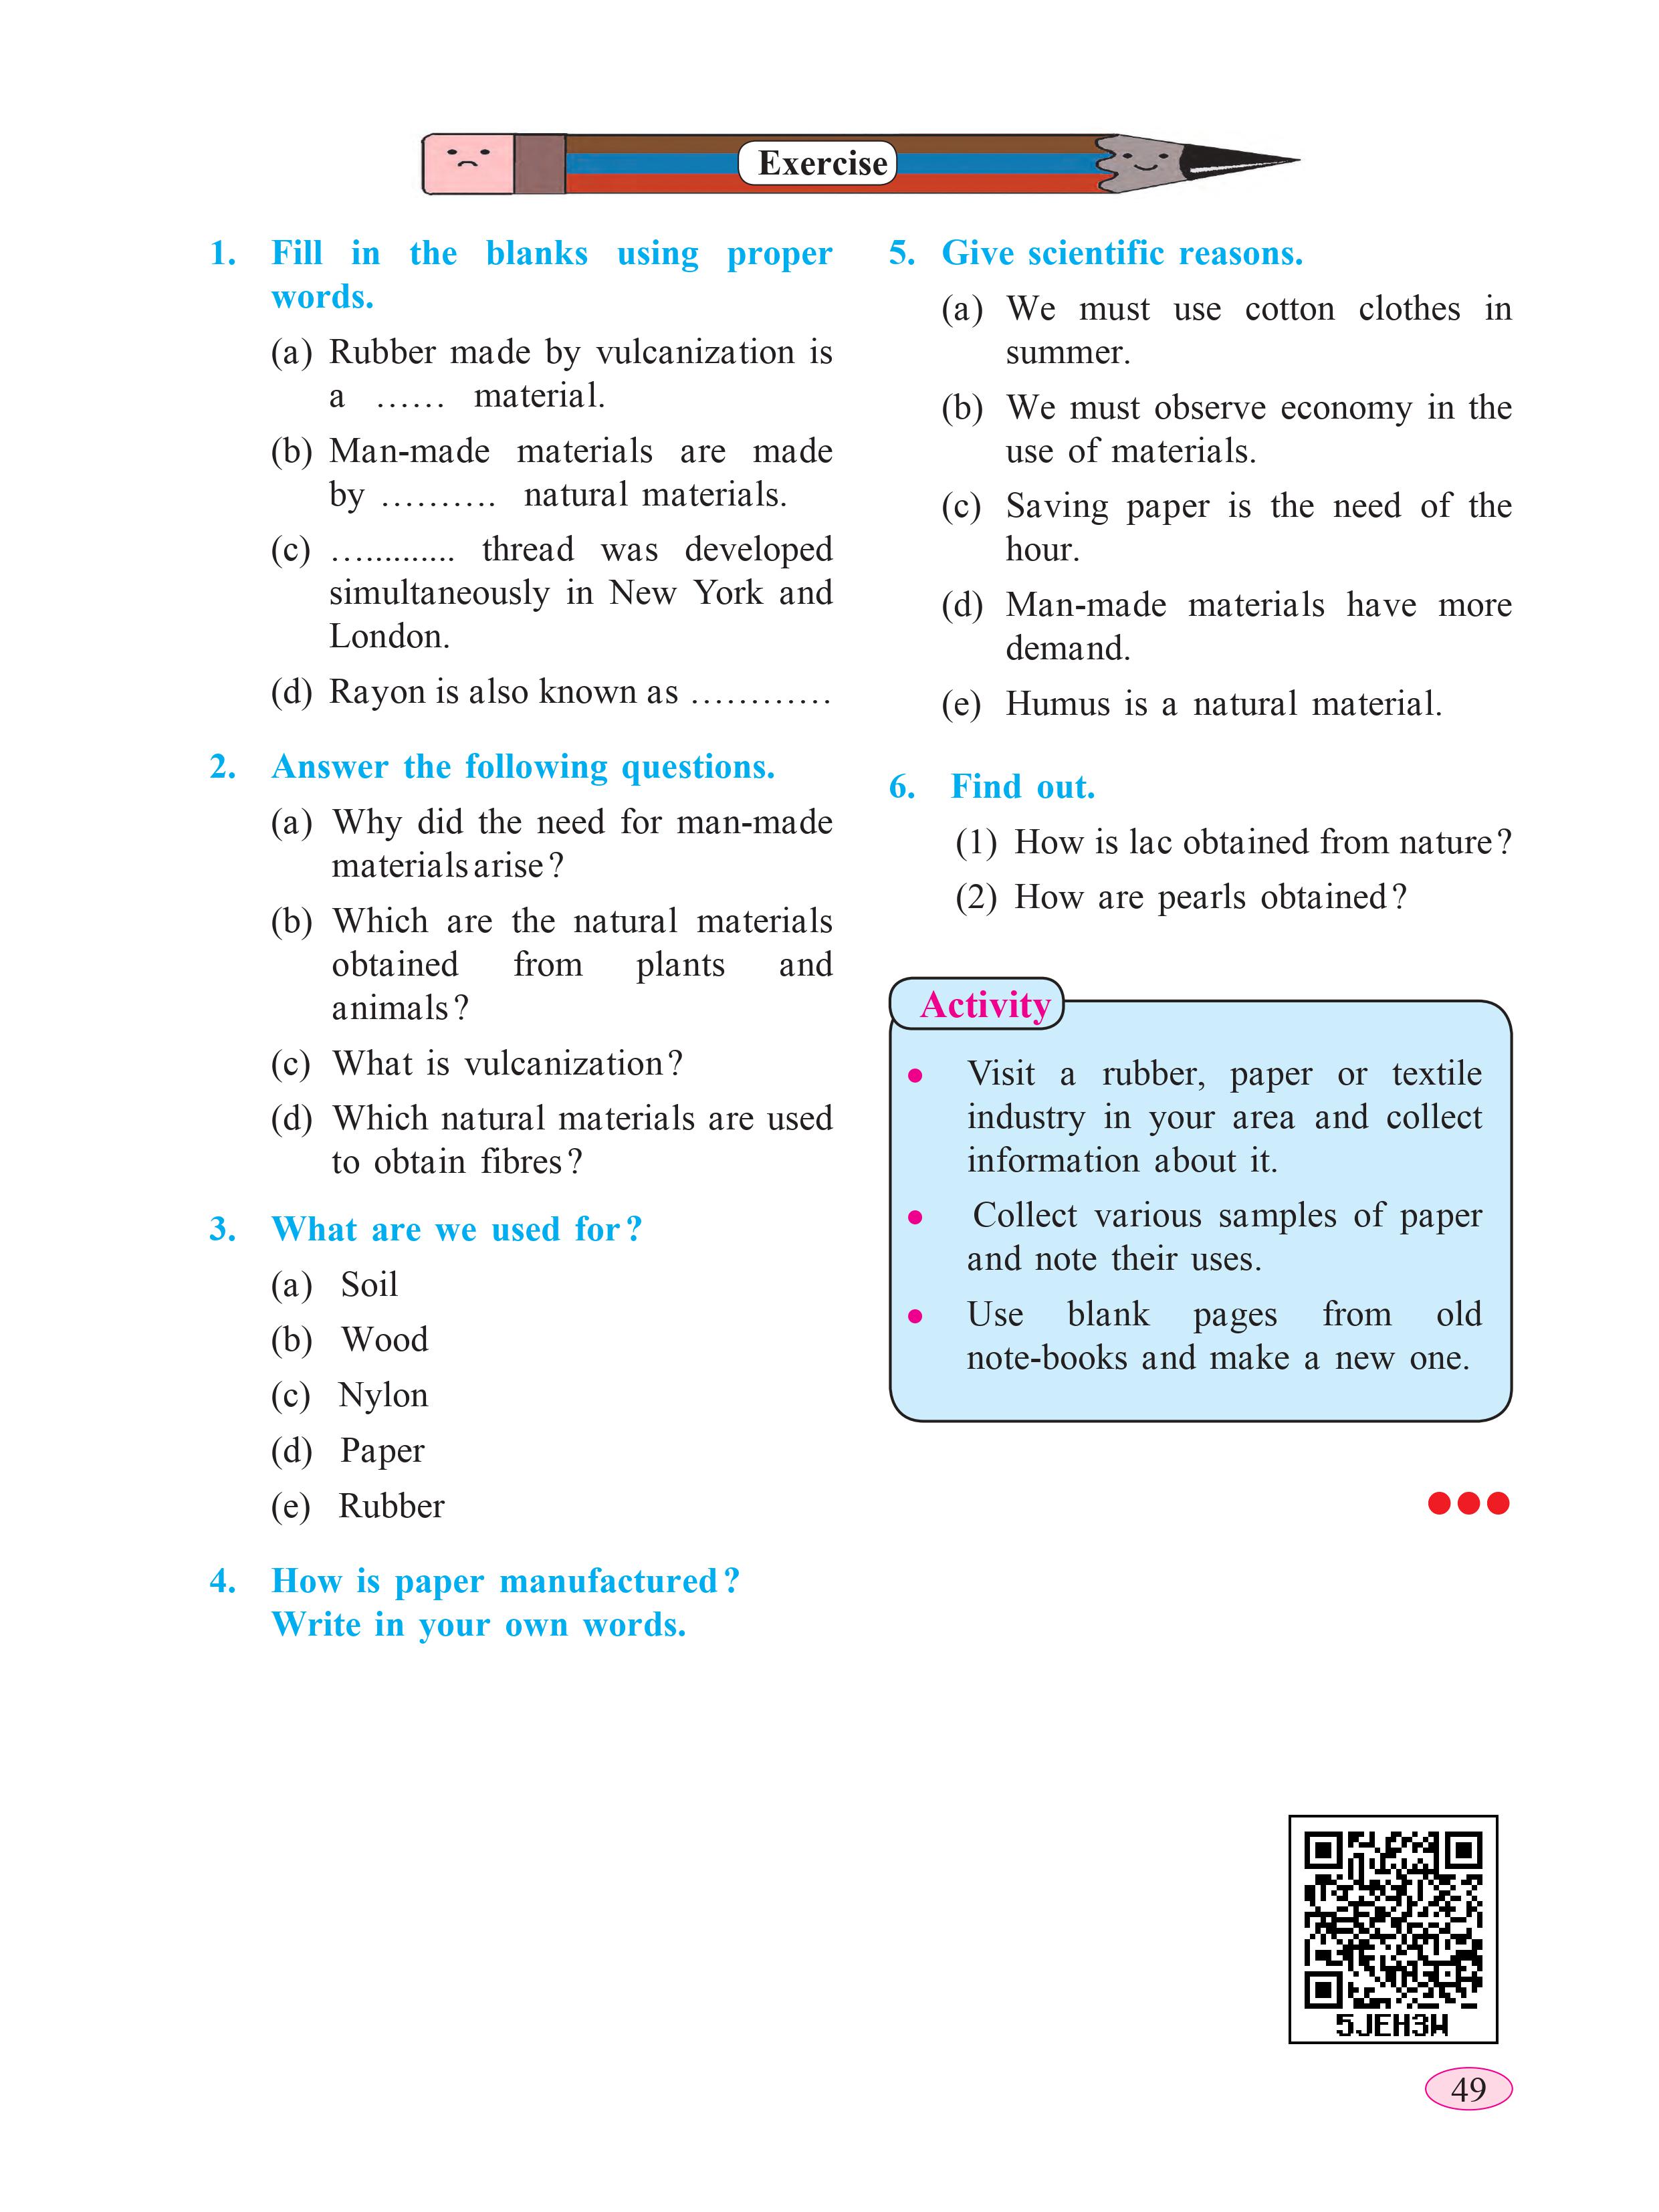 Exercise
1. Fill in the blanks using proper
words.
(a) Rubber made by vulcanization is
a ...... material.
(b) Man-made materials are made
by .......... natural materials.
(c) ............. thread was developed
simultaneously in New York and
London.
(d) Rayon is also known as ............
2. Answer the following questions.
(a) Why did the need for man-made
materials arise?
(b) Which are the natural materials
obtained from plants and
animals?
(c) What is vulcanization?
(d) Which natural materials are used
to obtain fibres?
3. What are we used for?
(a) Soil
(b) Wood
(c) Nylon
(d) Paper
(e) Rubber
4. How is paper manufactured?
Write in your own words.
5. Give scientific reasons.
(a) We must use cotton clothes in
summer.
(b) We must observe economy in the
use of materials.
(c) Saving paper is the need of the
hour.
(d) Man-made materials have more
demand.
(e) Humus is a natural material.
6. Find out.
(1) How is lac obtained from nature?
(2) How are pearls obtained?
Activity
• Visit a rubber, paper or textile
industry in your area and collect
information about it.
• Collect various samples of paper
and note their uses.
• Use blank pages from old
note-books and make a new one.
5JEH3W
49